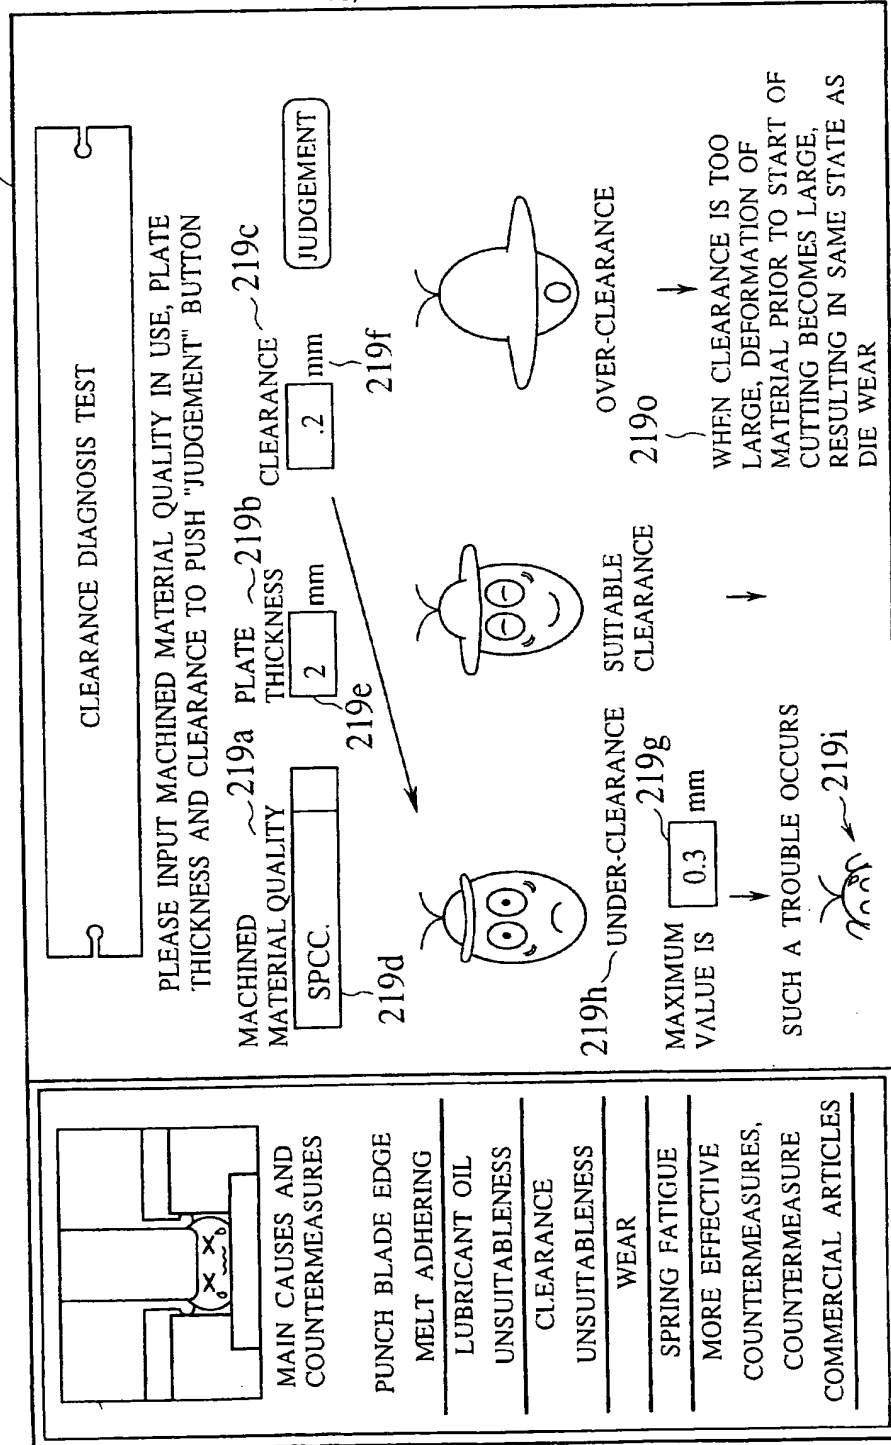 MAIN CAUSES AND
COUNTERMEASURES
PUNCH BLADE EDGE
MELT ADHERING
LUBRICANT OIL
UNSUITABLENESS
CLEARANCE
UNSUITABLENESS
WEAR
SPRING FATIGUE
MORE EFFECTIVE
COUNTERMEASURES,
COUNTERMEASURE
COMMERCIAL ARTICLES
CLEARANCE DIAGNOSIS TEST
PLEASE INPUT MACHINED MATERIAL QUALITY IN USE, PLATE
THICKNESS AND CLEARANCE TO PUSH "JUDGEMENT" BUTTON
MACHINED
MATERIAL QUALITY
219a
SPCC.
219d
PLATE
THICKNESS
219b
2 mm
219e
CLEARANCE
219c
.2 mm
219f
JUDGEMENT
219h
UNDER-CLEARANCE
219g
MAXIMUM
VALUE IS
0.3 mm
SUCH A TROUBLE OCCURS
219i
SUITABLE
CLEARANCE
OVER-CLEARANCE
219o
WHEN CLEARANCE IS TOO
LARGE, DEFORMATION OF
MATERIAL PRIOR TO START OF
CUTTING BECOMES LARGE,
RESULTING IN SAME STATE AS
DIE WEAR